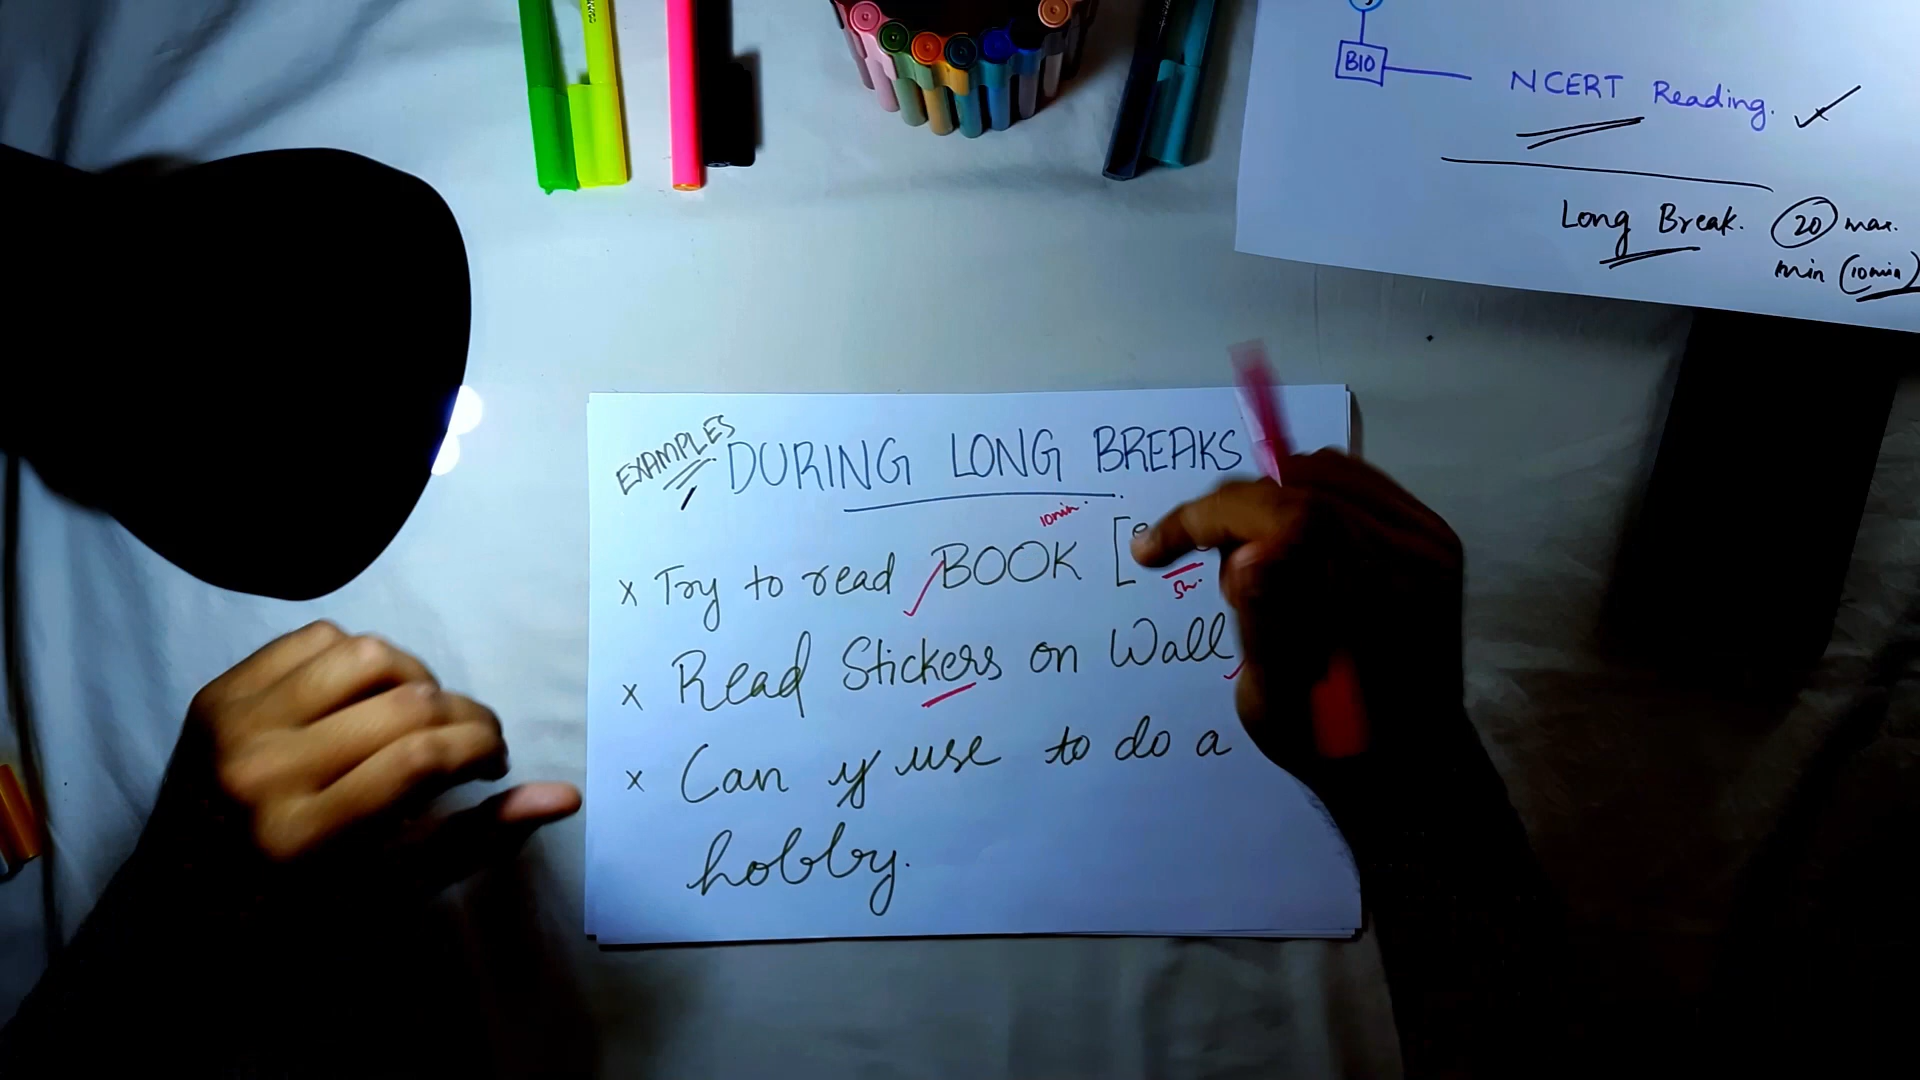 BIO
NCERT Reading.
Long Break. 20 max.
min (10min)
EXAMPLES
DURING LONG BREAKS
10min.
x Try to read BOOK [
x Read Stickers on Wall
x Can y use to do a
hobby.